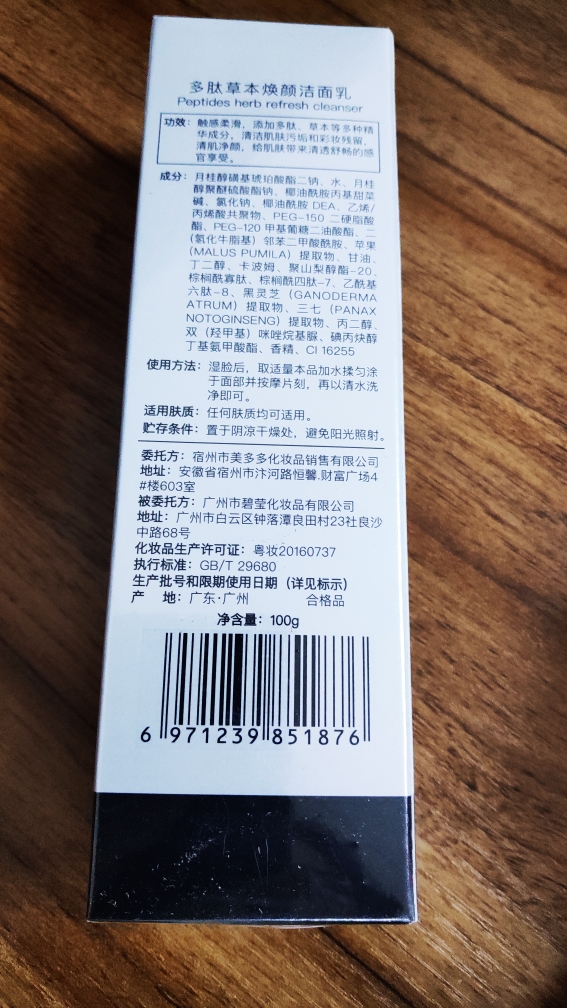 多肽草本焕颜洁面乳
Peptides herb refresh cleanser
功效：触感柔滑，添加多肽、草本等多种精
华成分，清洁肌肤污垢和彩妆残留，
清肌净颜，给肌肤带来清透舒畅的感
官享受。
成分：月桂醇磺基琥珀酸酯二钠、水、月桂
醇聚醚硫酸酯钠、椰油酰胺丙基甜菜
碱、氯化钠、椰油酰胺 DEA、乙烯/
丙烯酸共聚物、PEG-150 二硬脂酸
酯、PEG-120 甲基葡糖二油酸酯、二
(氢化牛脂基) 邻苯二甲酰胺、苹果
(MALUS PUMILA) 提取物、甘油、
丁二醇、卡波姆、聚山梨醇酯-20、
棕榈酰寡肽、棕榈酰四肽-7、乙酰基
六肽-8、黑灵芝（GANODERMA
ATRUM）提取物、三七（PANAX
NOTOGINSENG）提取物、丙二醇、
双（羟甲基）咪唑烷基脲、碘丙炔醇
丁基氨甲酸酯、香精、CI 16255
使用方法：湿脸后，取适量本品加水揉匀涂
于面部并按摩片刻，再以清水洗
净即可。
适用肤质：任何肤质均可适用。
贮存条件：置于阴凉干燥处，避免阳光照射。
委托方：宿州市美多多化妆品销售有限公司
地址：安徽省宿州市汴河路恒馨.财富广场4
#楼603室
被委托方：广州市碧莹化妆品有限公司
地址：广州市白云区钟落潭良田村23社良沙
中路68号
化妆品生产许可证：粤妆20160737
执行标准：GB/T 29680
生产批号和限期使用日期（详见标示）
产 地：广东·广州 合格品
净含量：100g
6 971239 851876